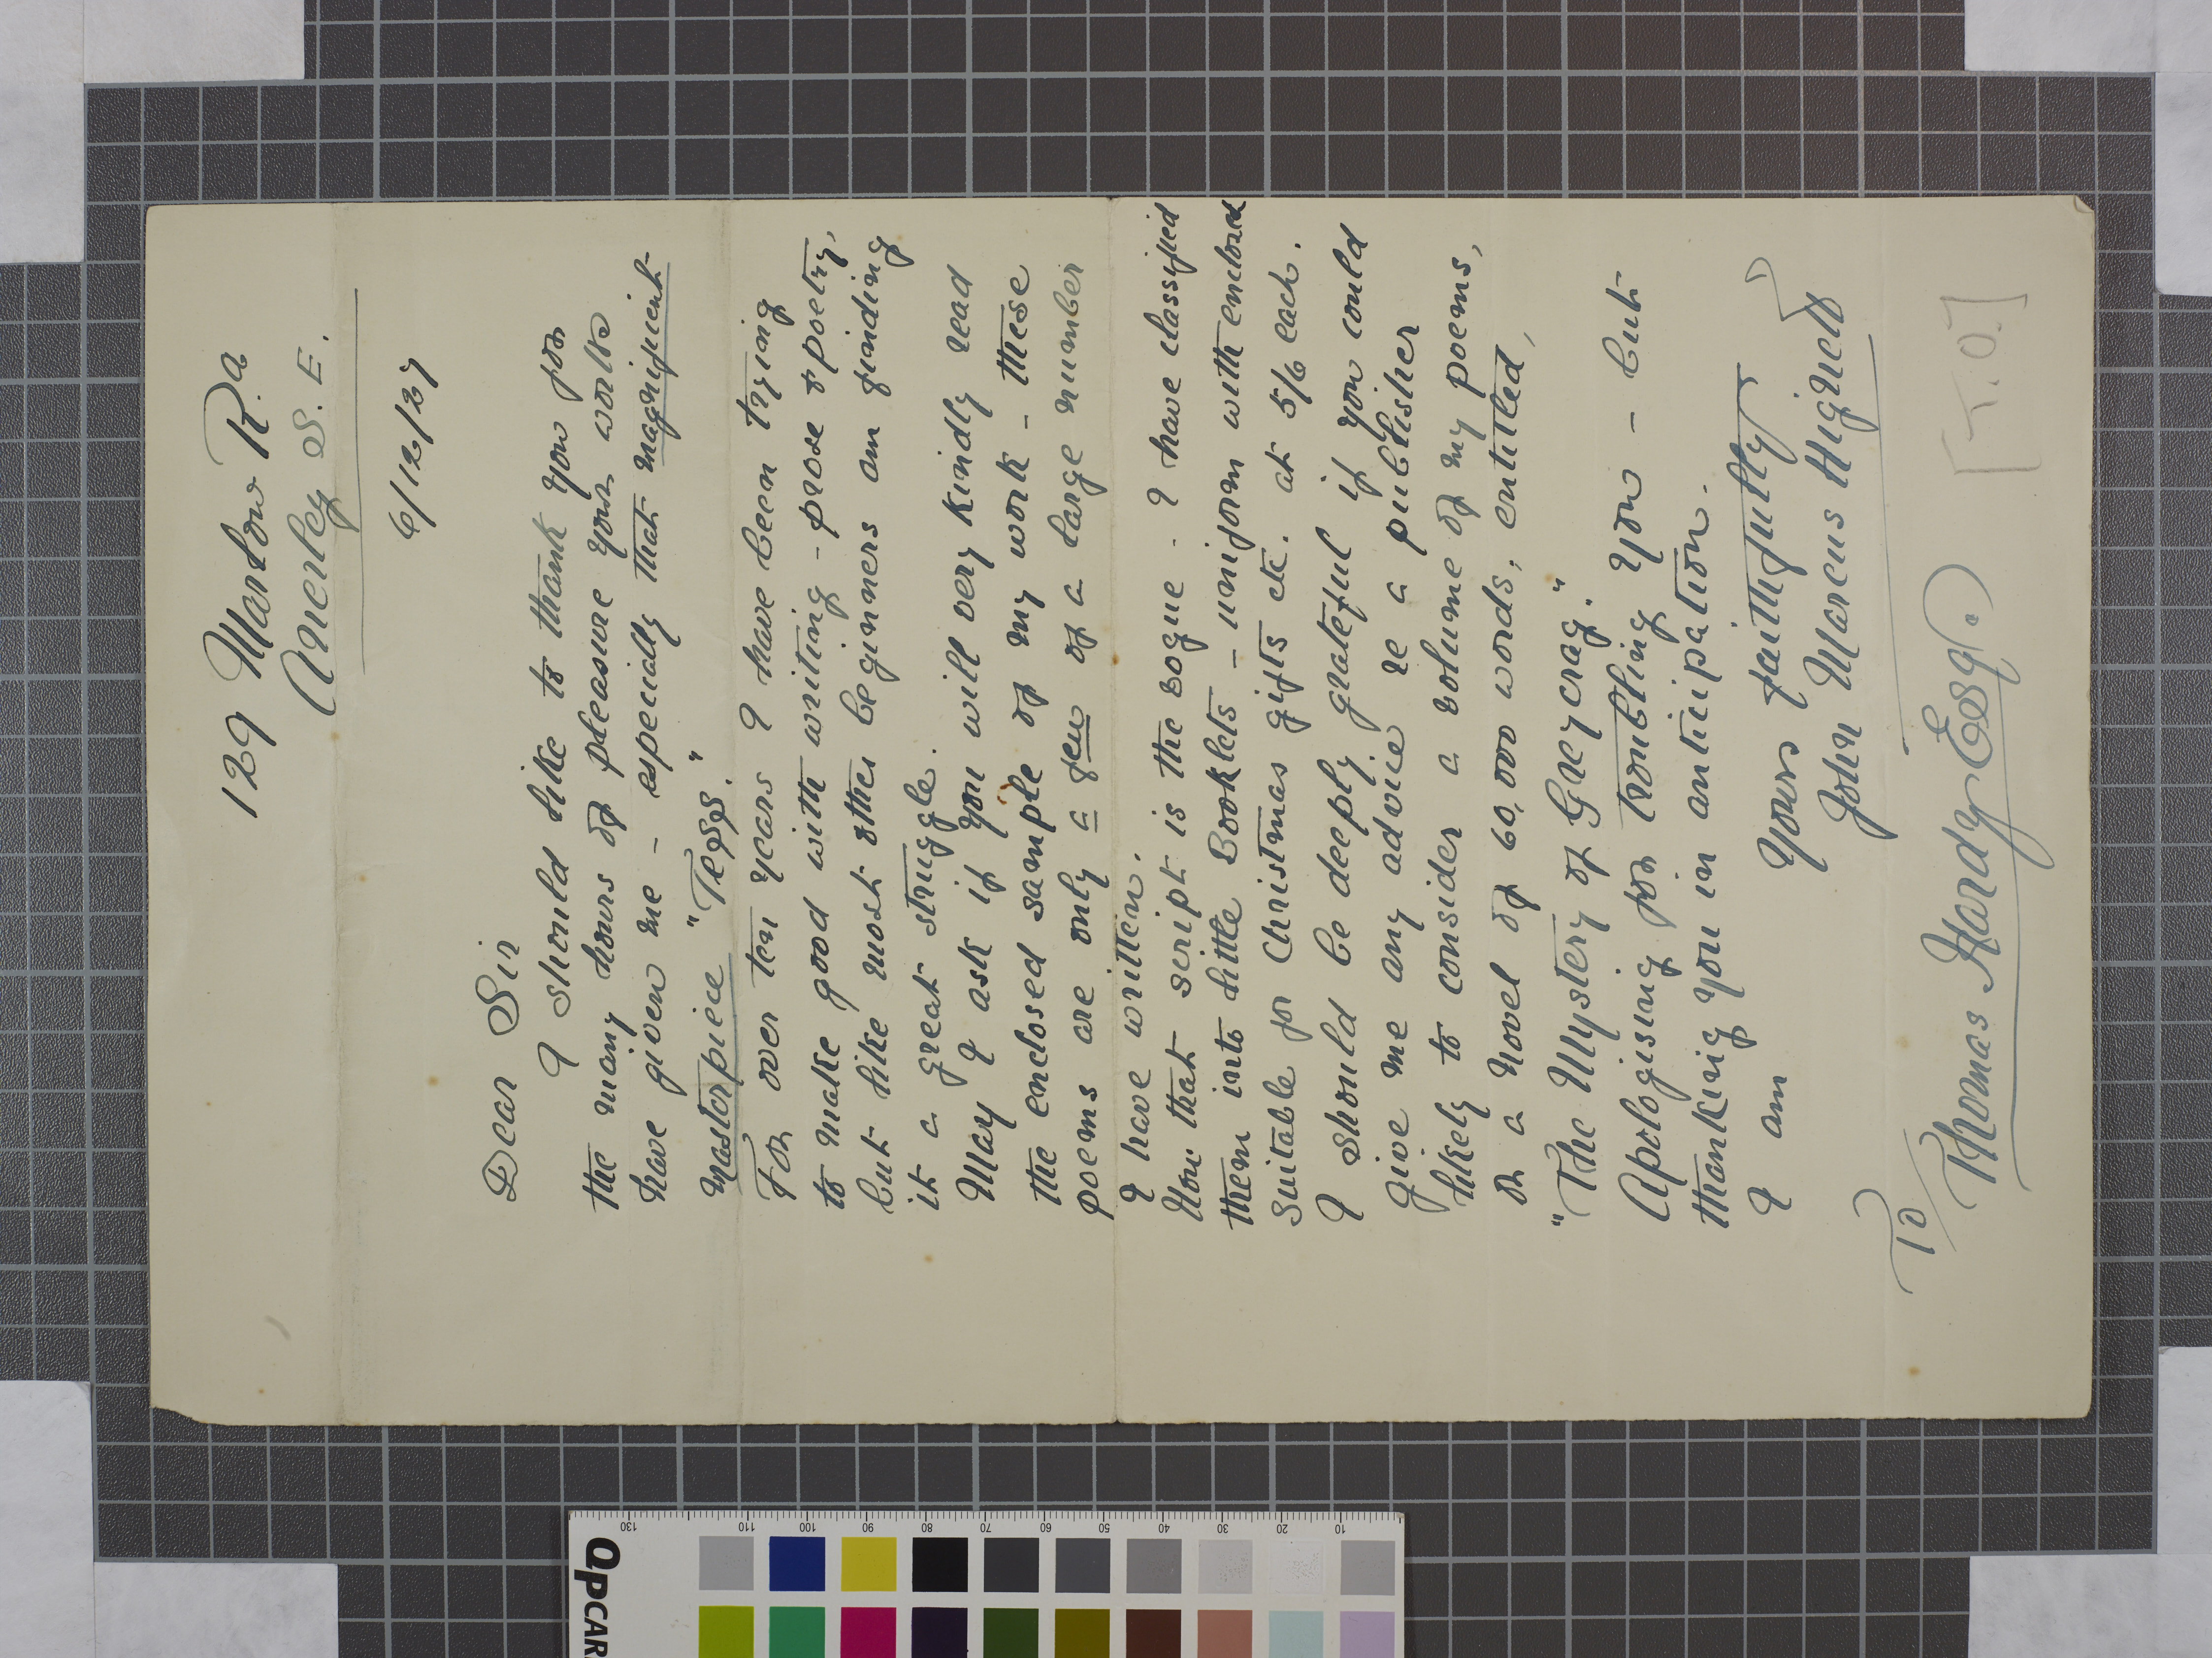 129 Marlow Rd
Anerley S. E.
6/12/27
Dear Sir
I should like to thank you for
the many hours of pleasure your works
have given me - especially that magnificent
masterpiece "Tess."
For over ten years I have been trying
to make good with writing - prose & poetry,
but like most other beginners am finding
it a great struggle.
May I ask if you will very kindly read
the enclosed sample of my work - these
poems are only a few of a large number
I have written.
Now that script is the vogue - I have classified
them into little Booklets - uniform with enclosed
suitable for Christmas gifts etc. at 5/6 each.
I should be deeply grateful if you could
give me any advice re a publisher
likely to consider a volume of my poems,
or a novel of 60,000 words, entitled,
"The Mystery of Greycrag."
Apologising for troubling you - but
thanking you in anticipation.
I am Yours faithfully
John Marcus Hignett
To/
Thomas Hardy Esq.
[T.O.]
QPCARD
130
110
100
90
80
70
60
50
40
30
20
10